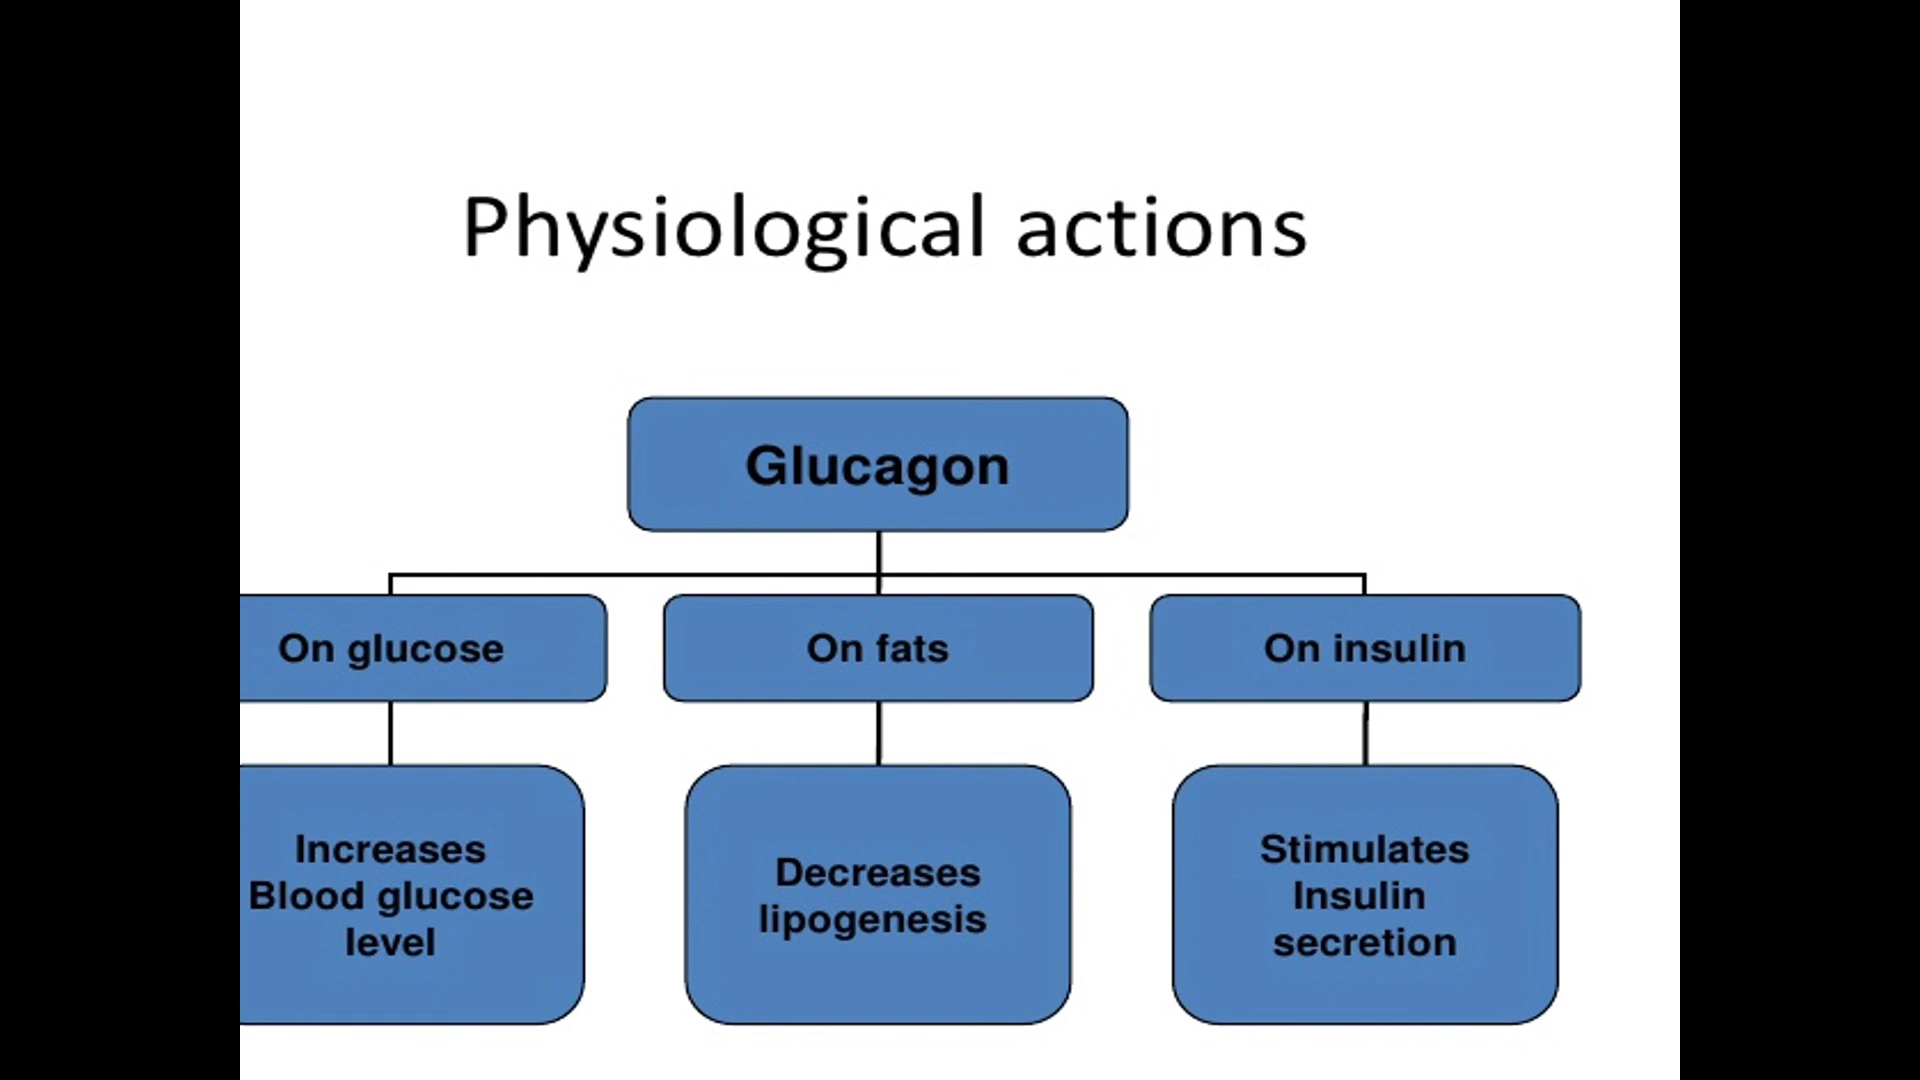 Physiological actions
Glucagon
On glucose
On fats
On insulin
Increases
Blood glucose
level
Decreases
lipogenesis
Stimulates
Insulin
secretion